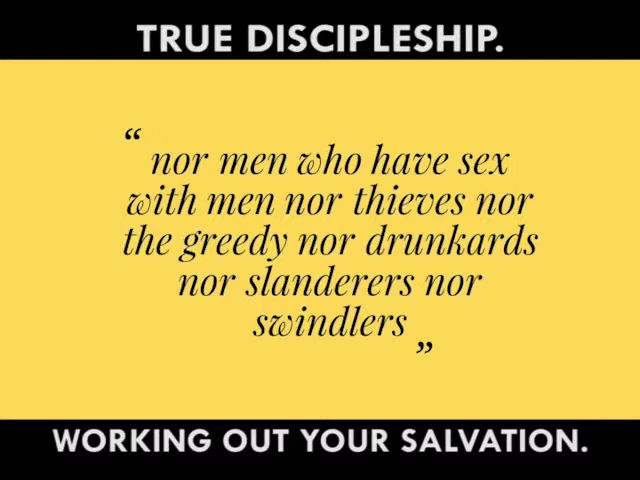 TRUE DISCIPLESHIP.
“ nor men who have sex
with men nor thieves nor
the greedy nor drunkards
nor slanderers nor
swindlers ”
WORKING OUT YOUR SALVATION.